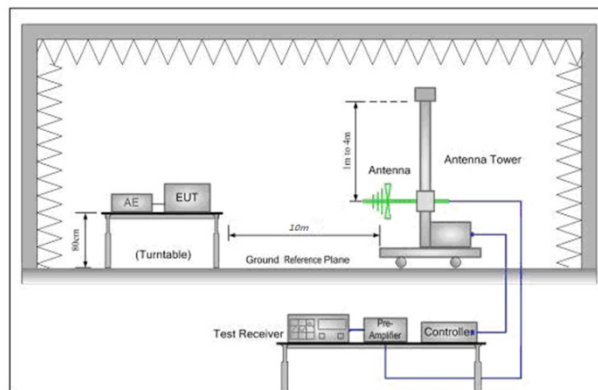 1m to 4m
Antenna
Antenna Tower
AE
EUT
80cm
(Turntable)
10m
Ground Reference Plane
Test Receiver
Pre-
Amplifier
Controller